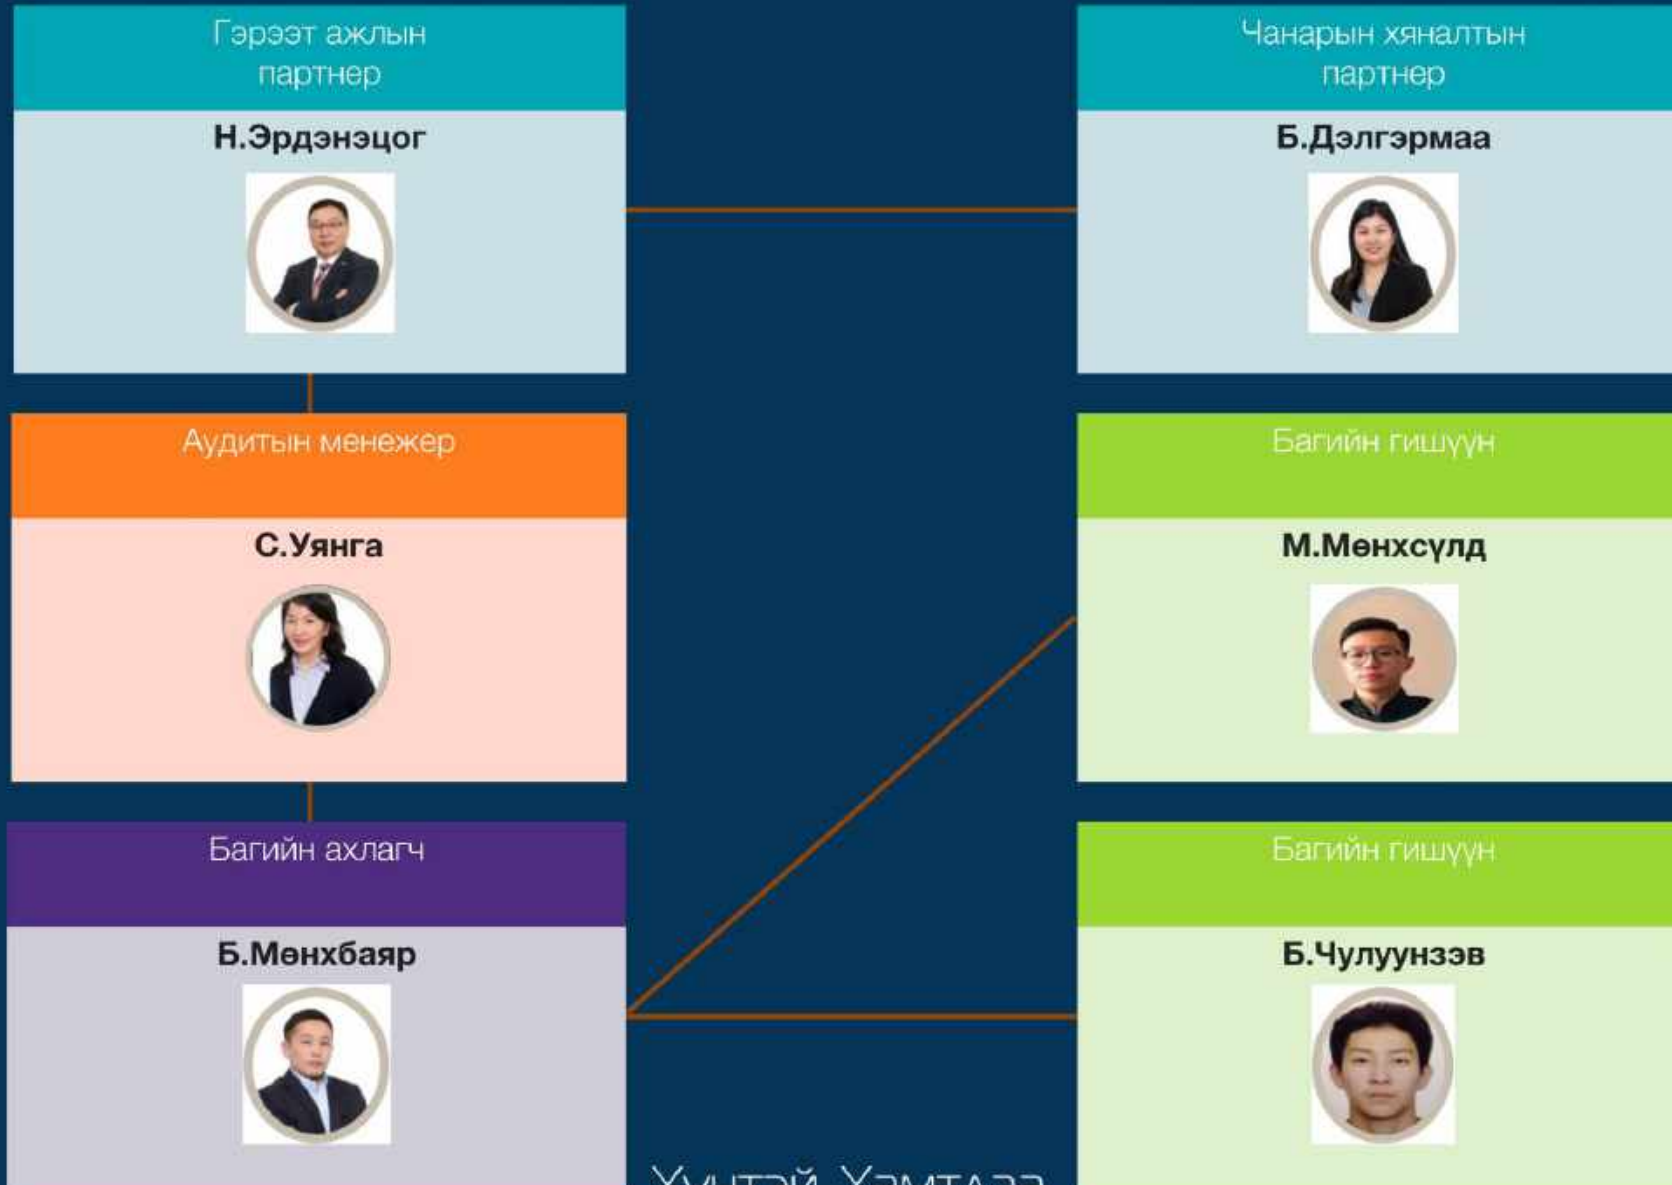 Гэрээт ажлын
партнер
Н.Эрдэнэцог
Чанарын хяналтын
партнер
Б.Дэлгэрмаа
Аудитын менежер
С.Уянга
Багийн гишүүн
М.Мөнхсүлд
Багийн ахлагч
Б.Мөнхбаяр
Багийн гишүүн
Б.Чулуунзэв